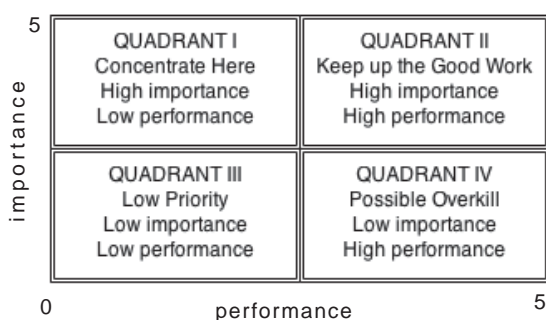 5
QUADRANT I
Concentrate Here
High importance
Low performance
QUADRANT II
Keep up the Good Work
High importance
High performance
importance
QUADRANT III
Low Priority
Low importance
Low performance
QUADRANT IV
Possible Overkill
Low importance
High performance
0
performance
5